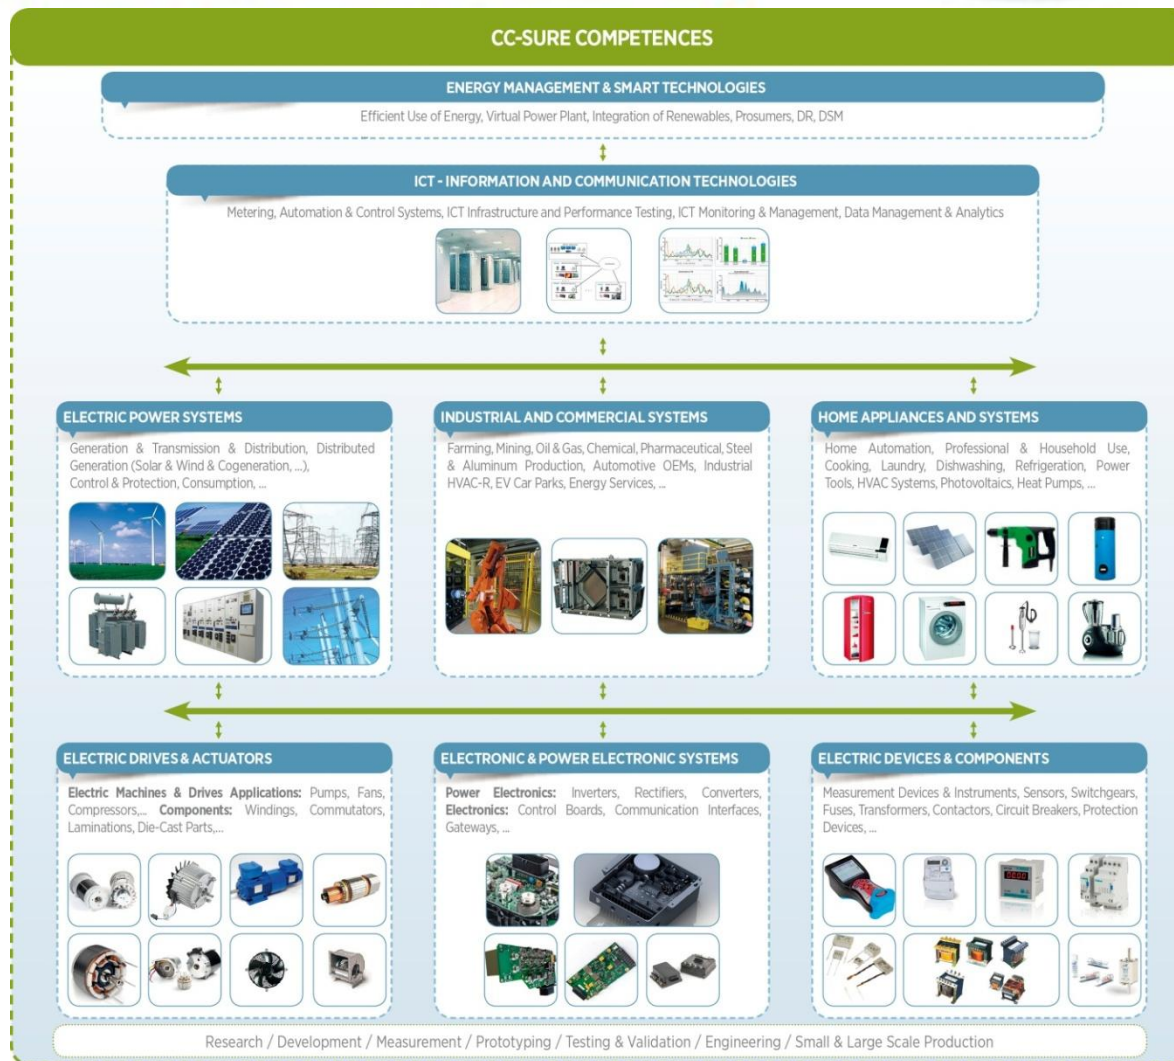 CC-SURE COMPETENCES
ENERGY MANAGEMENT & SMART TECHNOLOGIES
Efficient Use of Energy, Virtual Power Plant, Integration of Renewables, Prosumers, DR, DSM
...
ICT - INFORMATION AND COMMUNICATION TECHNOLOGIES
Metering, Automation & Control Systems, ICT Infrastructure and Performance Testing, ICT Monitoring & Management, Data Management & Analytics
ELECTRIC POWER SYSTEMS
Generation & Transmission & Distribution, Distributed
Generation (Solar & Wind & Cogeneration, ...),
Control & Protection, Consumption, ...
INDUSTRIAL AND COMMERCIAL SYSTEMS
Farming, Mining, Oil & Gas, Chemical, Pharmaceutical, Steel
& Aluminum Production, Automotive OEMs, Industrial
HVAC-R, EV Car Parks, Energy Services, ...
HOME APPLIANCES AND SYSTEMS
Home Automation, Professional & Household Use,
Cooking, Laundry, Dishwashing, Refrigeration, Power
Tools, HVAC Systems, Photovoltaics, Heat Pumps, ...
ELECTRIC DRIVES & ACTUATORS
Electric Machines & Drives Applications: Pumps, Fans,
Compressors,... Components: Windings, Commutators,
Laminations, Die-Cast Parts,...
ELECTRONIC & POWER ELECTRONIC SYSTEMS
Power Electronics: Inverters, Rectifiers, Converters,
Electronics: Control Boards, Communication Interfaces,
Gateways, ...
ELECTRIC DEVICES & COMPONENTS
Measurement Devices & Instruments, Sensors, Switchgears,
Fuses, Transformers, Contactors, Circuit Breakers, Protection
Devices, ...
Research / Development / Measurement / Prototyping / Testing & Validation / Engineering / Small & Large Scale Production